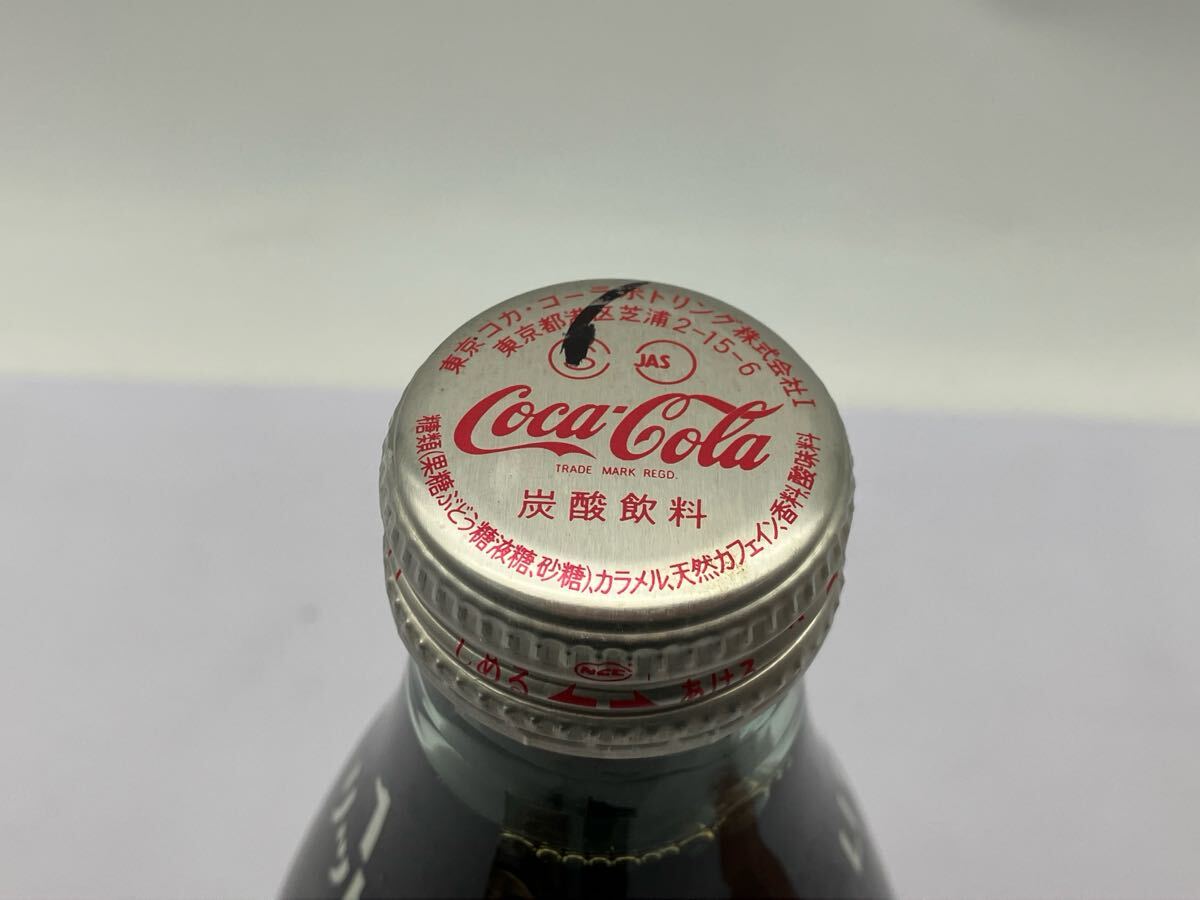 東京コカ・コーラボトリング株式会社I
東京都港区芝浦2-15-6
JAS
Coca-Cola
TRADE MARK REGD.
炭酸飲料
糖類(果糖ぶどう糖液糖、砂糖)、カラメル、天然カフェイン、香料、酸味料
しめる NCC あける